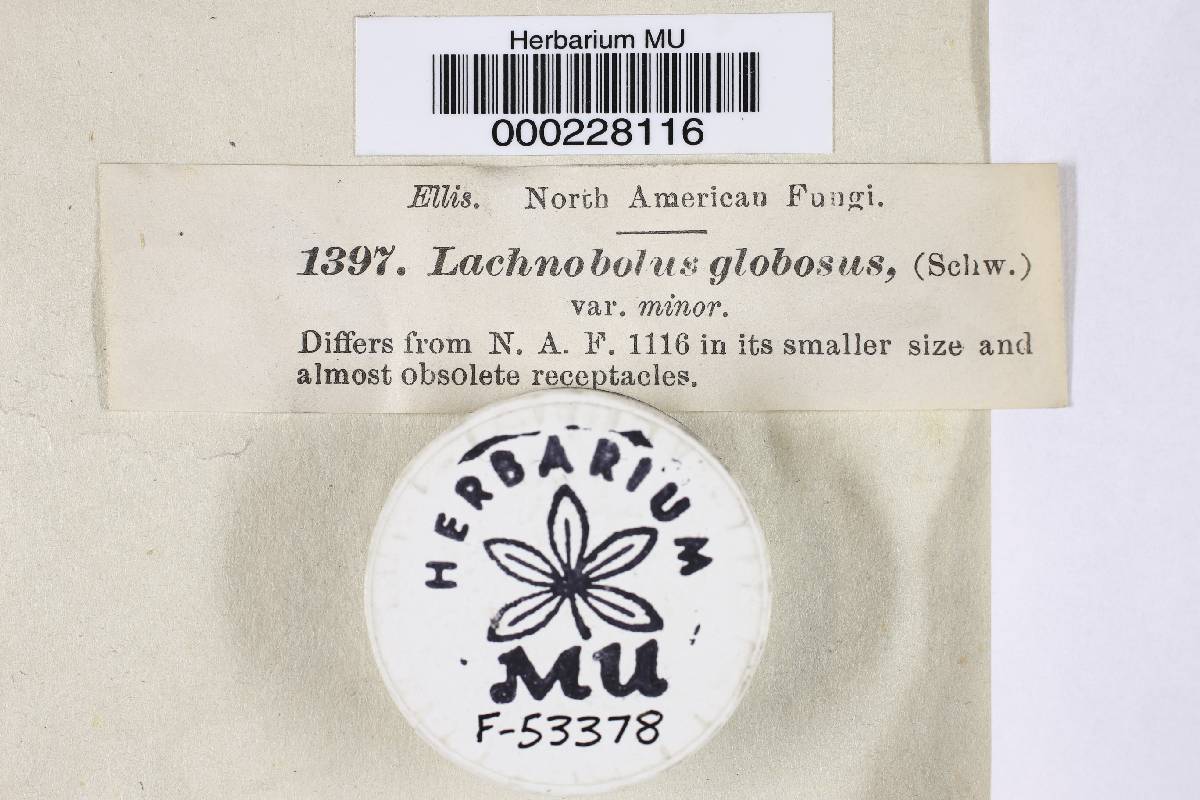 Herbarium MU
000228116
Ellis. North American Fungi.
1397. Lachnobolus globosus, (Schw.)
var. minor.
Differs from N. A. F. 1116 in its smaller size and
almost obsolete receptacles.
HERBARIUM
MU
F-53378